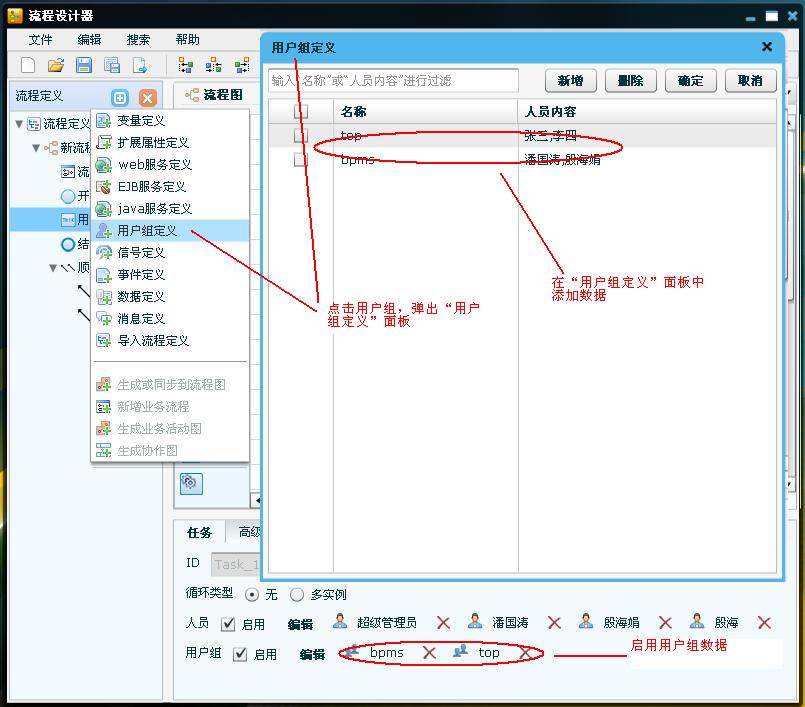 流程设计器
文件 编辑 搜索 帮助
流程定义
流程图
流程定义
新流程
流
开
用
结
顺
变量定义
扩展属性定义
web服务定义
EJB服务定义
java服务定义
用户组定义
信号定义
事件定义
数据定义
消息定义
导入流程定义
生成或同步到流程图
新增业务流程
生成业务活动图
生成协作图
用户组定义
输入“名称”或“人员内容”进行过滤
新增 删除 确定 取消
名称 人员内容
top 张三,李四
bpms 潘国涛,殷海娟
点击用户组，弹出“用户
组定义”面板
在“用户组定义”面板中
添加数据
任务 高级
ID Task_1
循环类型 无 多实例
人员 启用 编辑 超级管理员 潘国涛 殷海娟 殷海
用户组 启用 编辑 bpms top
启用用户组数据